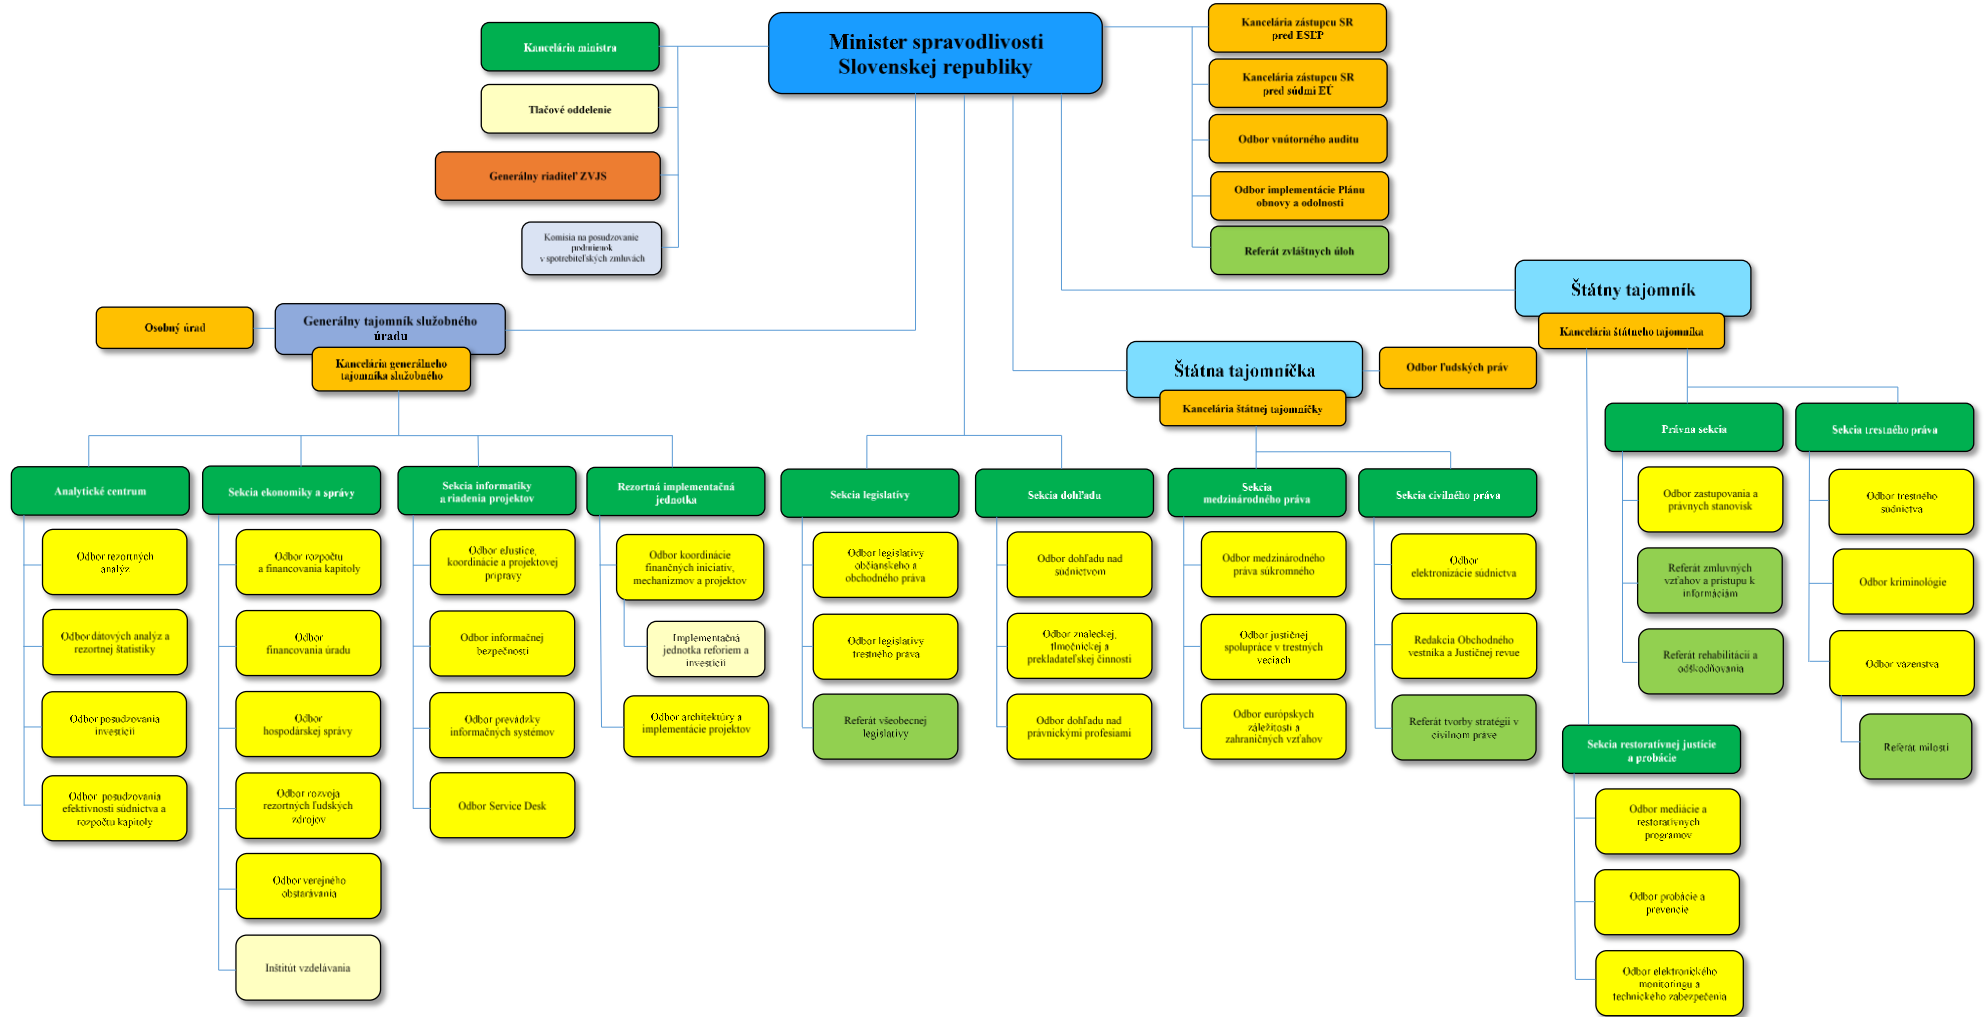 Minister spravodlivosti
Slovenskej republiky
Kancelária ministra
Tlačové oddelenie
Generálny riaditeľ ZVJS
Komisia na posudzovanie
podmienok
v spotrebiteľských zmluvách
Kancelária zástupcu SR
pred ESĽP
Kancelária zástupcu SR
pred súdmi EÚ
Odbor vnútorného auditu
Odbor implementácie Plánu
obnovy a odolnosti
Referát zvláštnych úloh
Osobný úrad
Generálny tajomník služobného
úradu
Kancelária generálneho
tajomníka služobného
Štátny tajomník
Kancelária štátneho tajomníka
Štátna tajomníčka
Kancelária štátnej tajomníčky
Odbor ľudských práv
Analytické centrum
Odbor rezortných
analýz
Odbor dátových analýz a
rezortnej štatistiky
Odbor posudzovania
investícií
Odbor posudzovania
efektívnosti súdnictva a
rozpočtu kapitoly
Sekcia ekonomiky a správy
Odbor rozpočtu
a financovania kapitoly
Odbor
financovania úradu
Odbor
hospodárskej správy
Odbor rozvoja
rezortných ľudských
zdrojov
Odbor verejného
obstarávania
Inštitút vzdelávania
Sekcia informatiky
a riadenia projektov
Odbor eJustice,
koordinácie a projektovej
prípravy
Odbor informačnej
bezpečnosti
Odbor prevádzky
informačných systémov
Odbor Service Desk
Rezortná implementačná
jednotka
Odbor koordinácie
finančných iniciatív,
mechanizmov a projektov
Implementačná
jednotka reforiem a
investícií
Odbor architektúry a
implementácie projektov
Sekcia legislatívy
Odbor legislatívy
občianskeho a
obchodného práva
Odbor legislatívy
trestného práva
Referát všeobecnej
legislatívy
Sekcia dohľadu
Odbor dohľadu nad
súdnictvom
Odbor znaleckej,
tlmočníckej a
prekladateľskej činnosti
Odbor dohľadu nad
právnickými profesiami
Sekcia
medzinárodného práva
Odbor medzinárodného
práva súkromného
Odbor justičnej
spolupráce v trestných
veciach
Odbor európskych
záležitostí a
zahraničných vzťahov
Sekcia civilného práva
Odbor
elektronizácie súdnictva
Redakcia Obchodného
vestníka a Justičnej revue
Referát tvorby stratégií v
civilnom práve
Právna sekcia
Odbor zastupovania a
právnych stanovísk
Referát zmluvných
vzťahov a prístupu k
informáciám
Referát rehabilitácií a
odškodňovania
Sekcia trestného práva
Odbor trestného
súdnictva
Odbor kriminológie
Odbor väzenstva
Referát milostí
Sekcia restoratívnej justície
a probácie
Odbor mediácie a
restoratívnych
programov
Odbor probácie a
prevencie
Odbor elektronického
monitoringu a
technického zabezpečenia